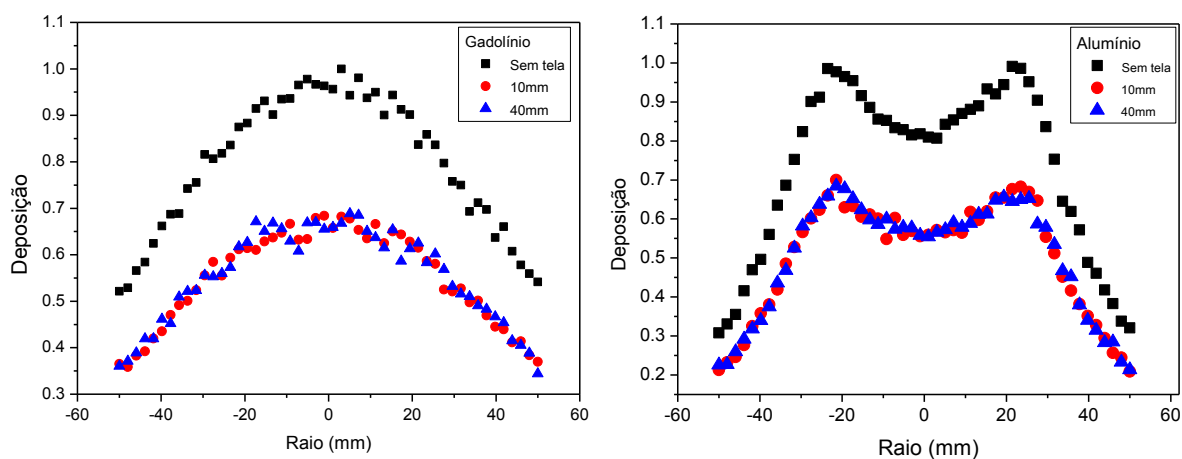 1.1
1.0
0.9
0.8
0.7
0.6
0.5
0.4
0.3
Deposição
Gadolínio
Sem tela
10mm
40mm
-60 -40 -20 0 20 40 60
Raio (mm)
1.1
1.0
0.9
0.8
0.7
0.6
0.5
0.4
0.3
0.2
Deposição
Alumínio
Sem tela
10mm
40mm
-60 -40 -20 0 20 40 60
Raio (mm)